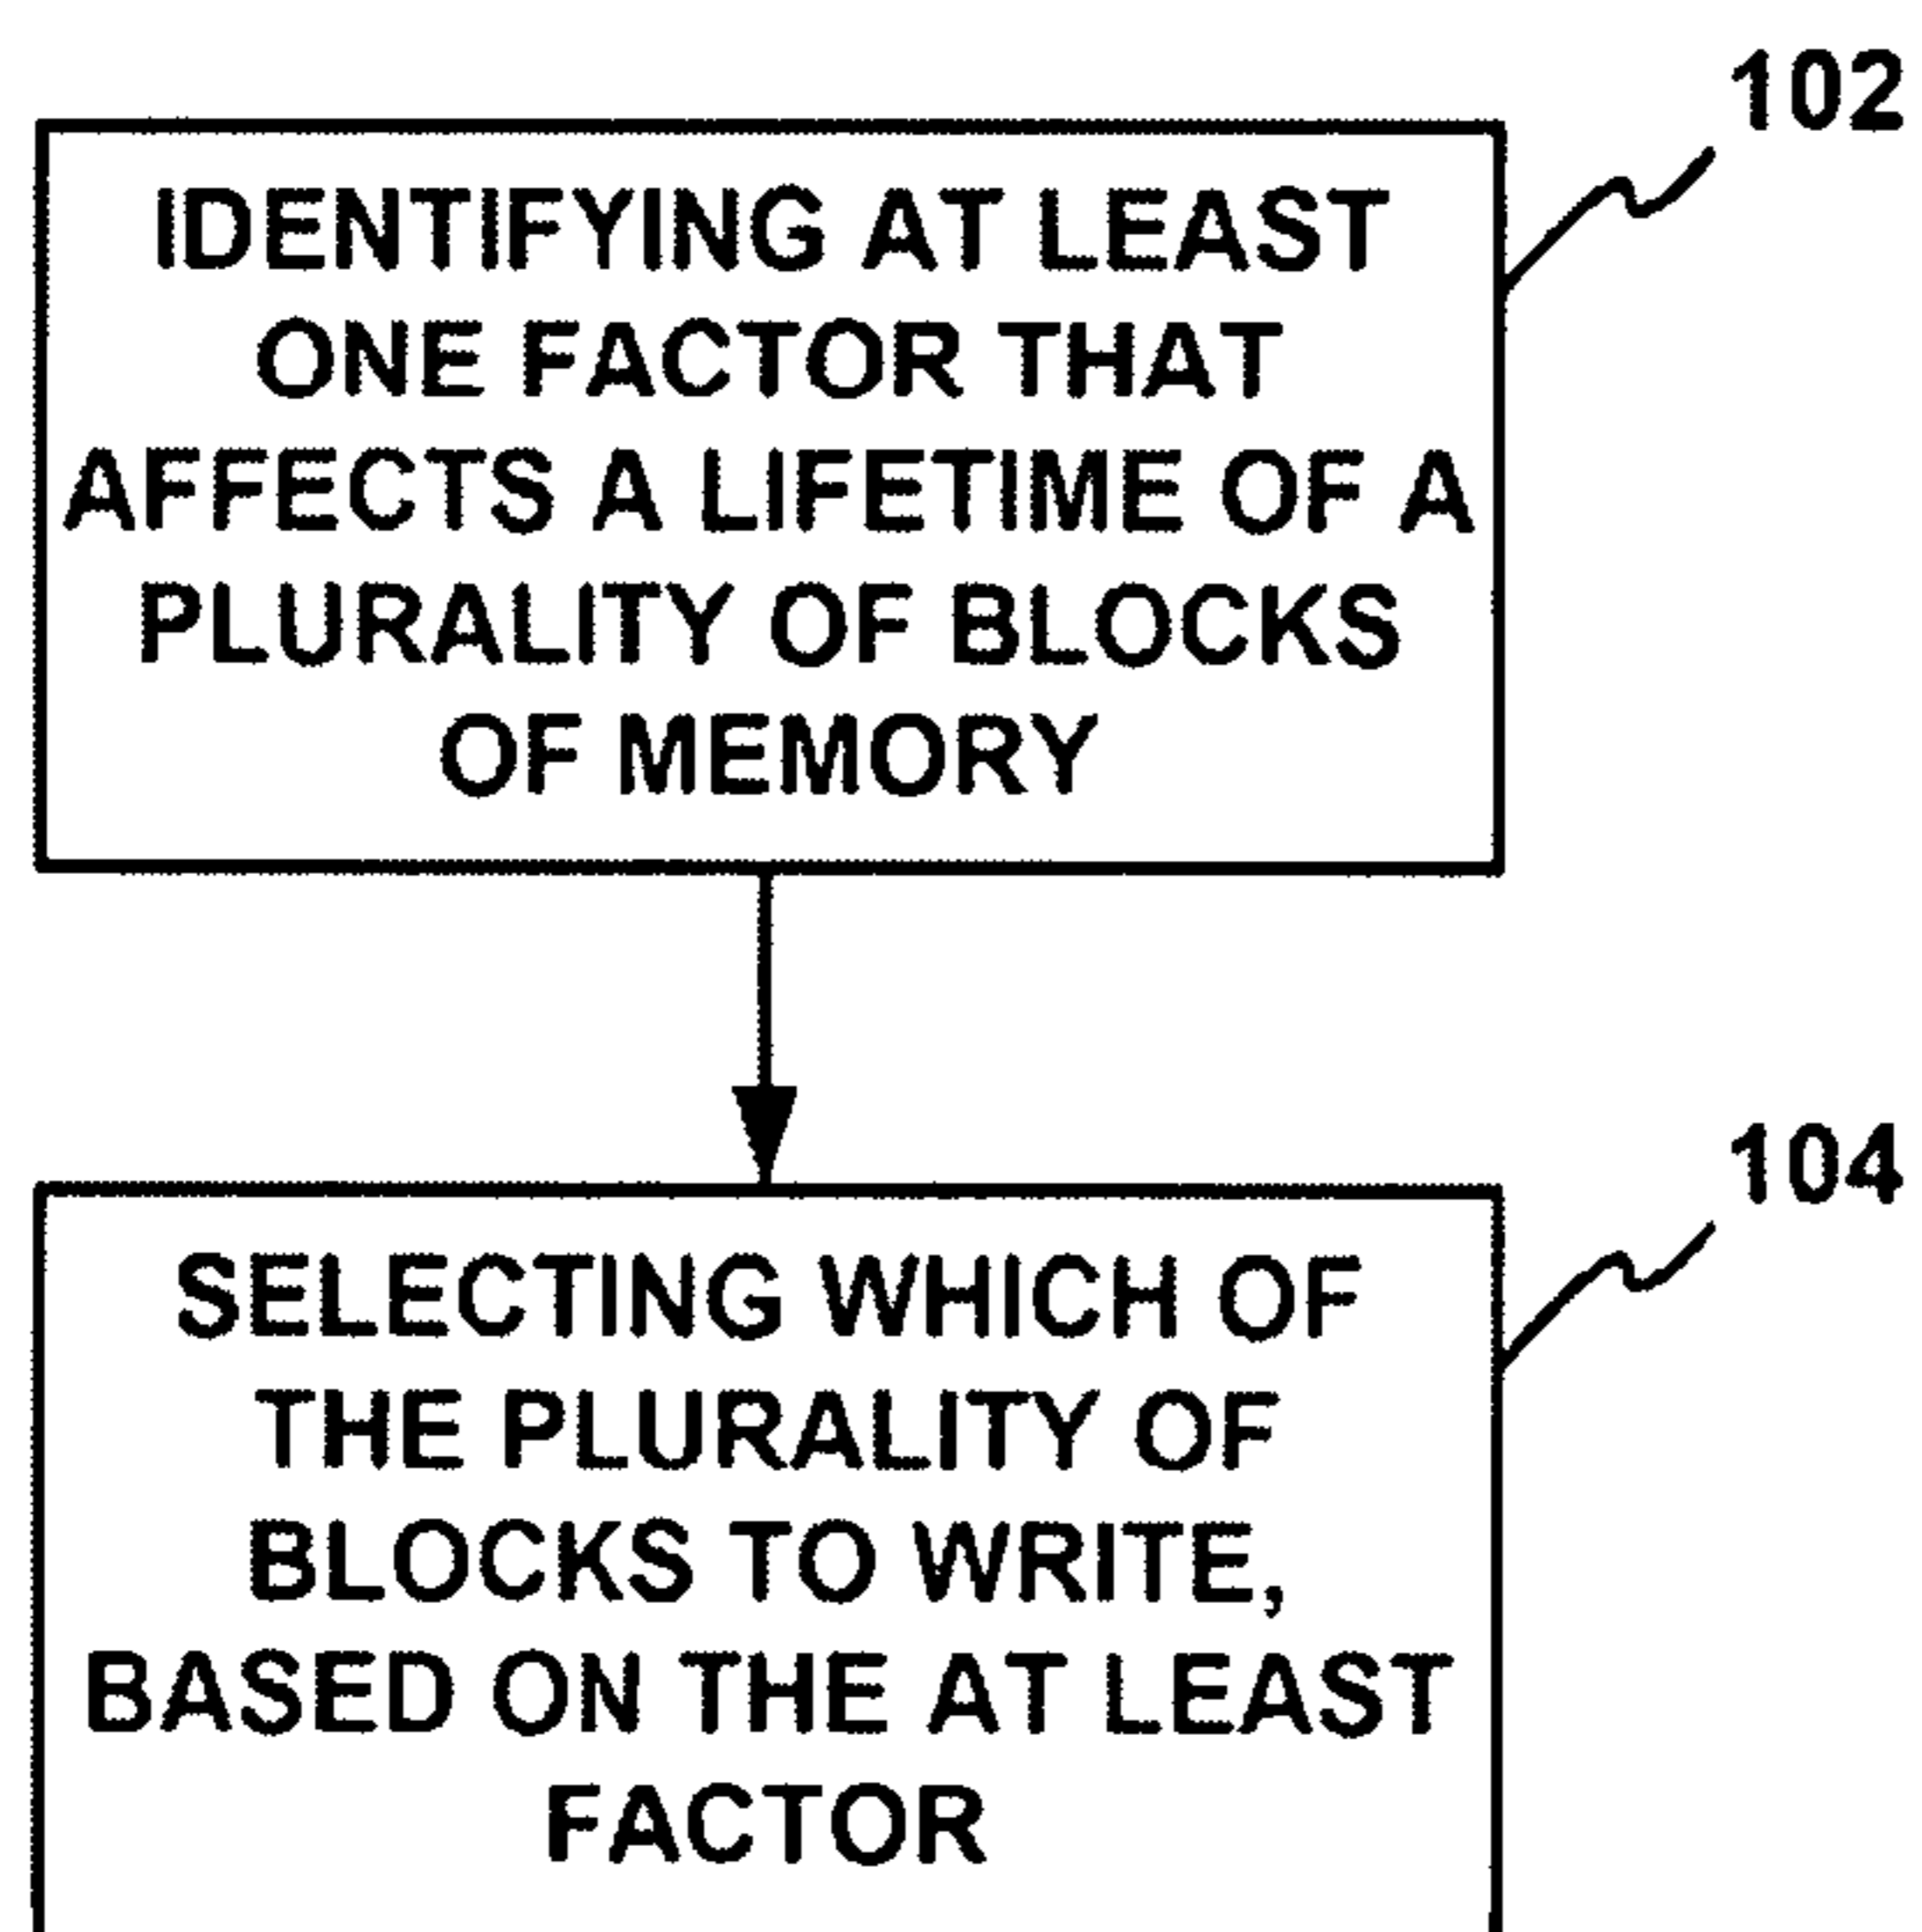 102
IDENTIFYING AT LEAST
ONE FACTOR THAT
AFFECTS A LIFETIME OF A
PLURALITY OF BLOCKS
OF MEMORY
104
SELECTING WHICH OF
THE PLURALITY OF
BLOCKS TO WRITE,
BASED ON THE AT LEAST
FACTOR